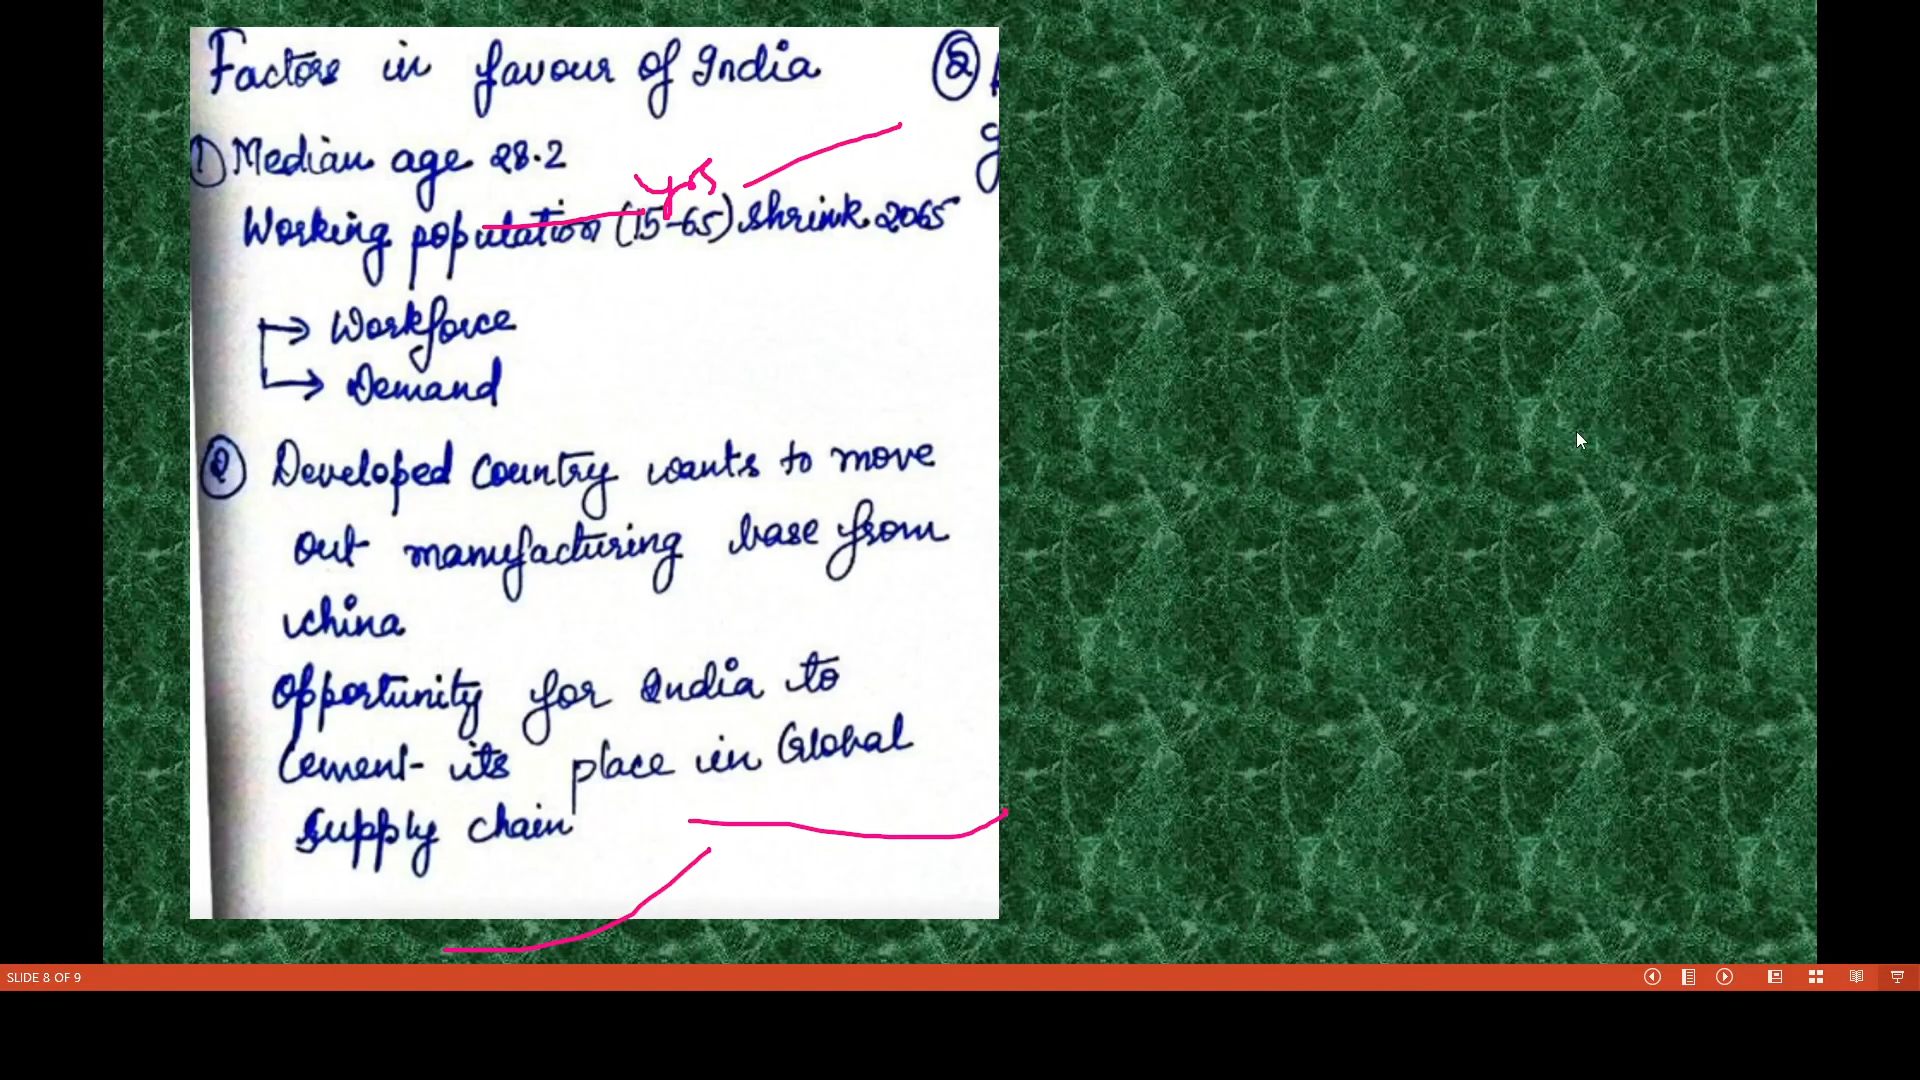 Factors in favour of India
② 
① Median age 28.2
yrs
Working population (15-65) shrink 2065
→ Workforce
→ Demand
② Developed Country wants to move
out manufacturing base from
china
Opportunity for India to
Cement its place in Global
Supply chain
SLIDE 8 OF 9